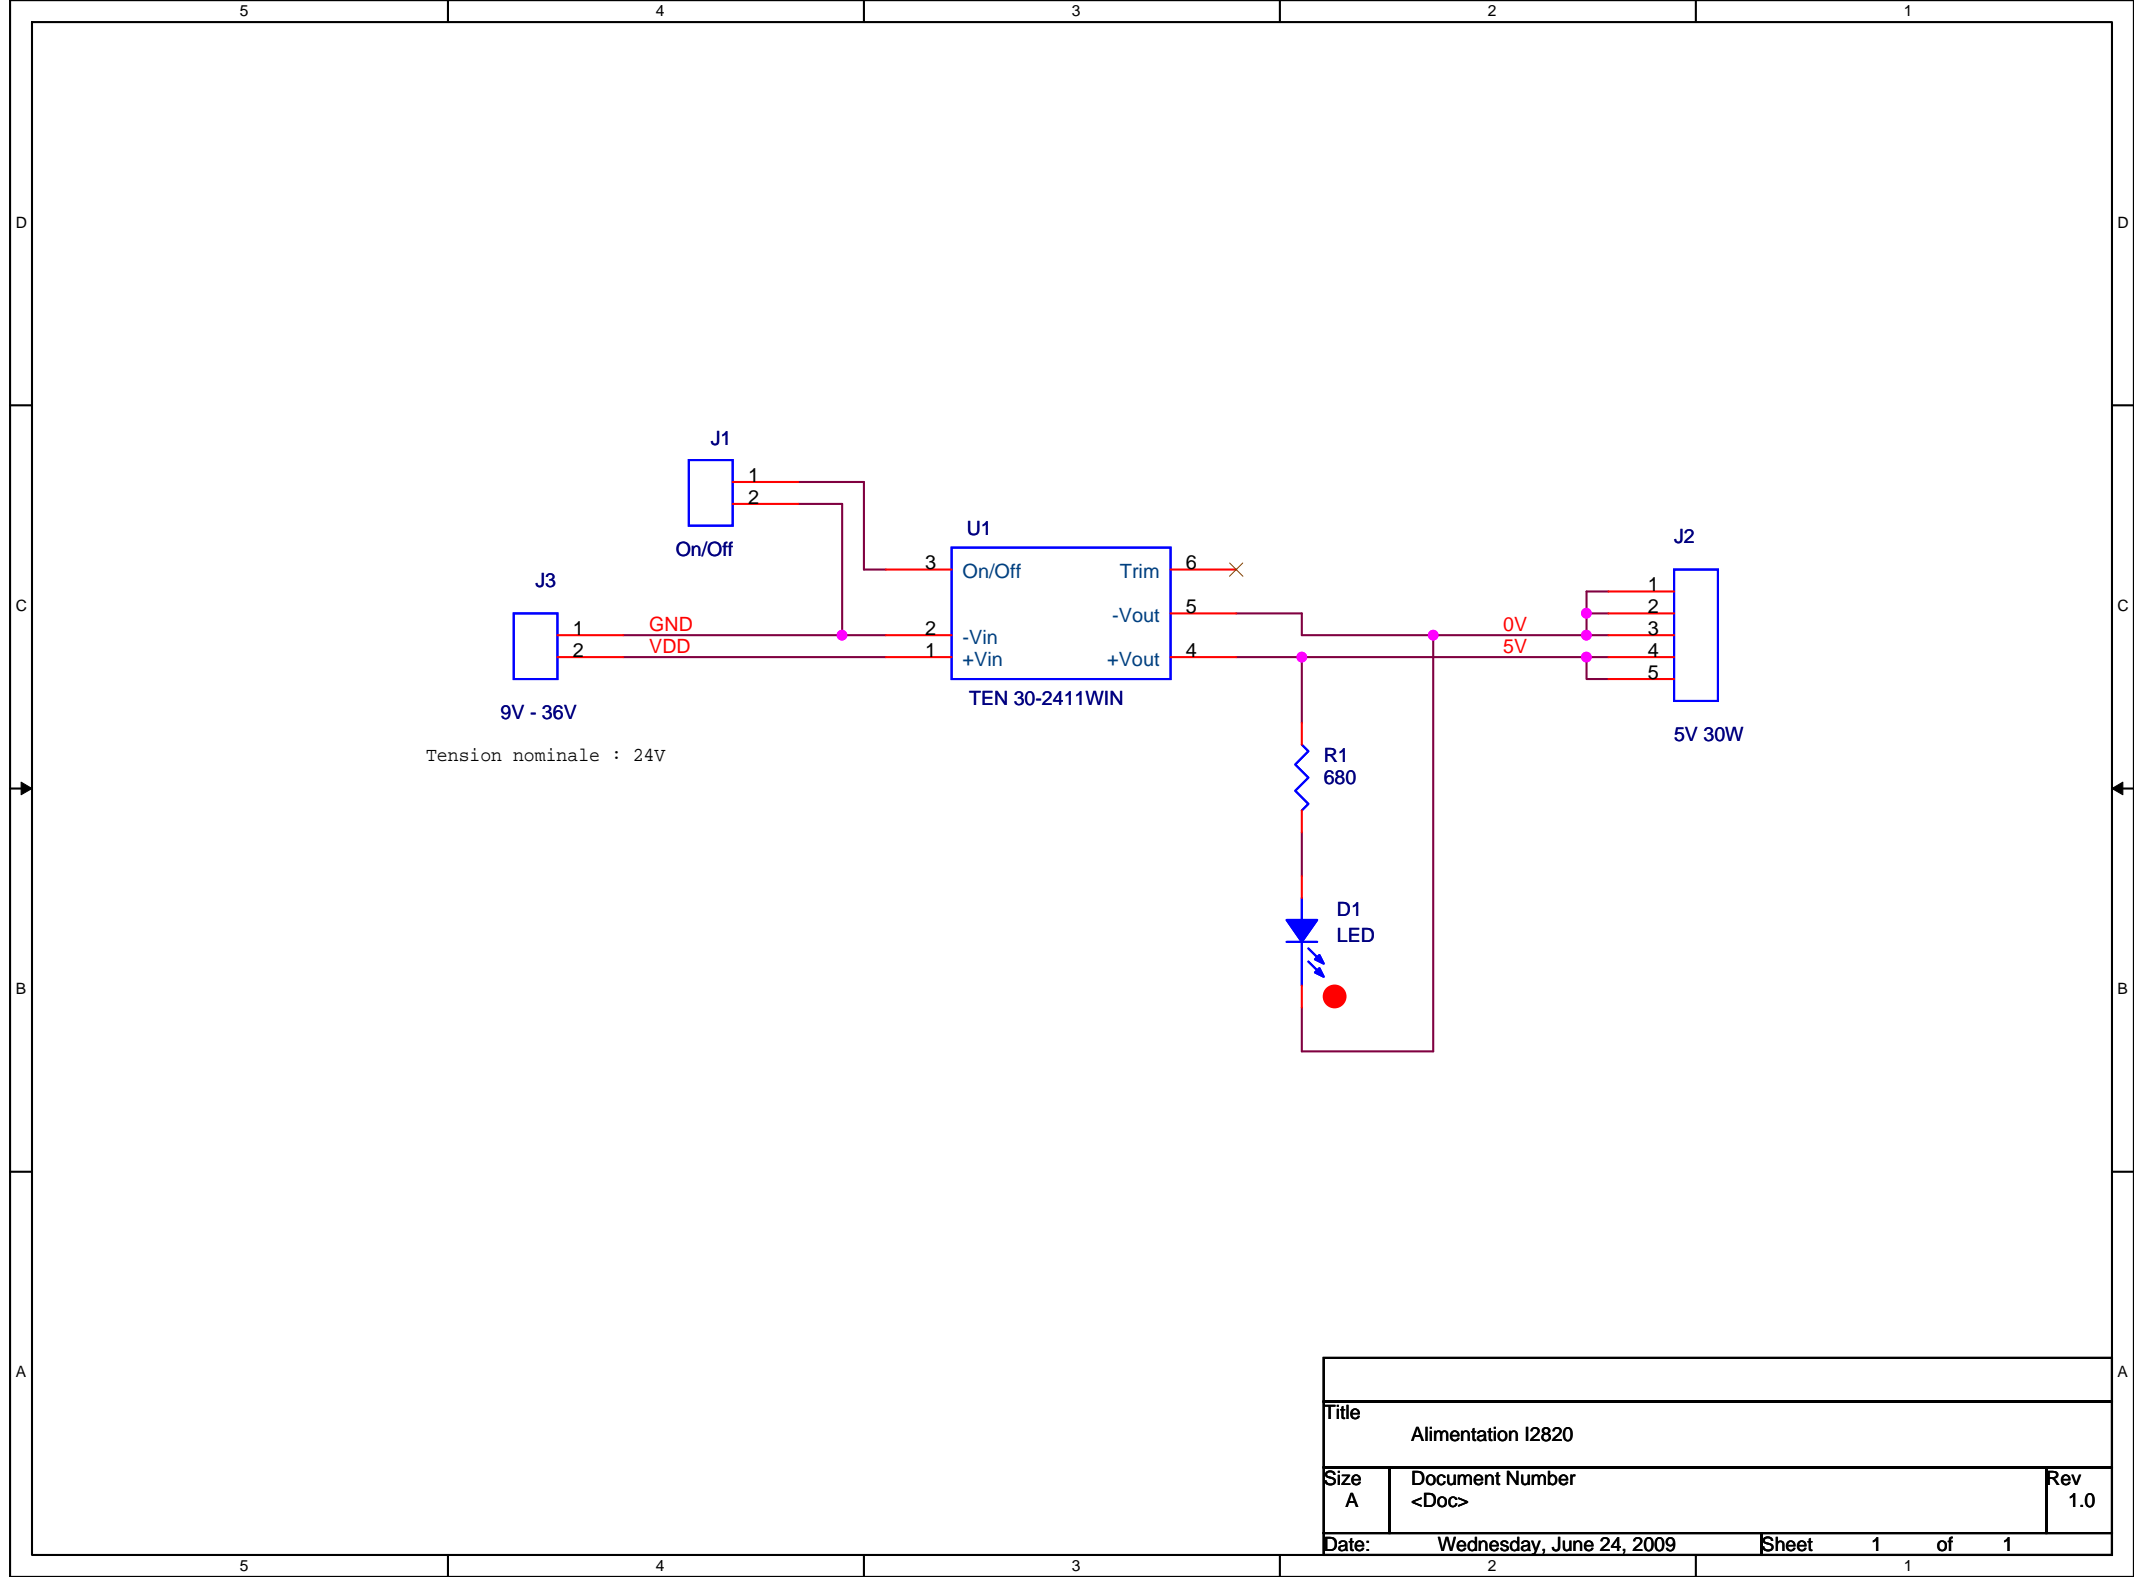 5 4 3 2 1
D D
J1
1
2
On/Off
U1
J2
3 On/Off Trim 6
J3
1
C C
5 -Vout
2
1 GND 2 -Vin 0V 3
2 VDD 1 +Vin +Vout 4 5V 4
5
TEN 30-2411WIN
9V - 36V
5V 30W
Tension nominale : 24V
R1
680
D1
LED
B B
A A
Title
Alimentation I2820
Size Document Number Rev
A <Doc> 1.0
Date: Wednesday, June 24, 2009 Sheet 1 of 1
5 4 3 2 1